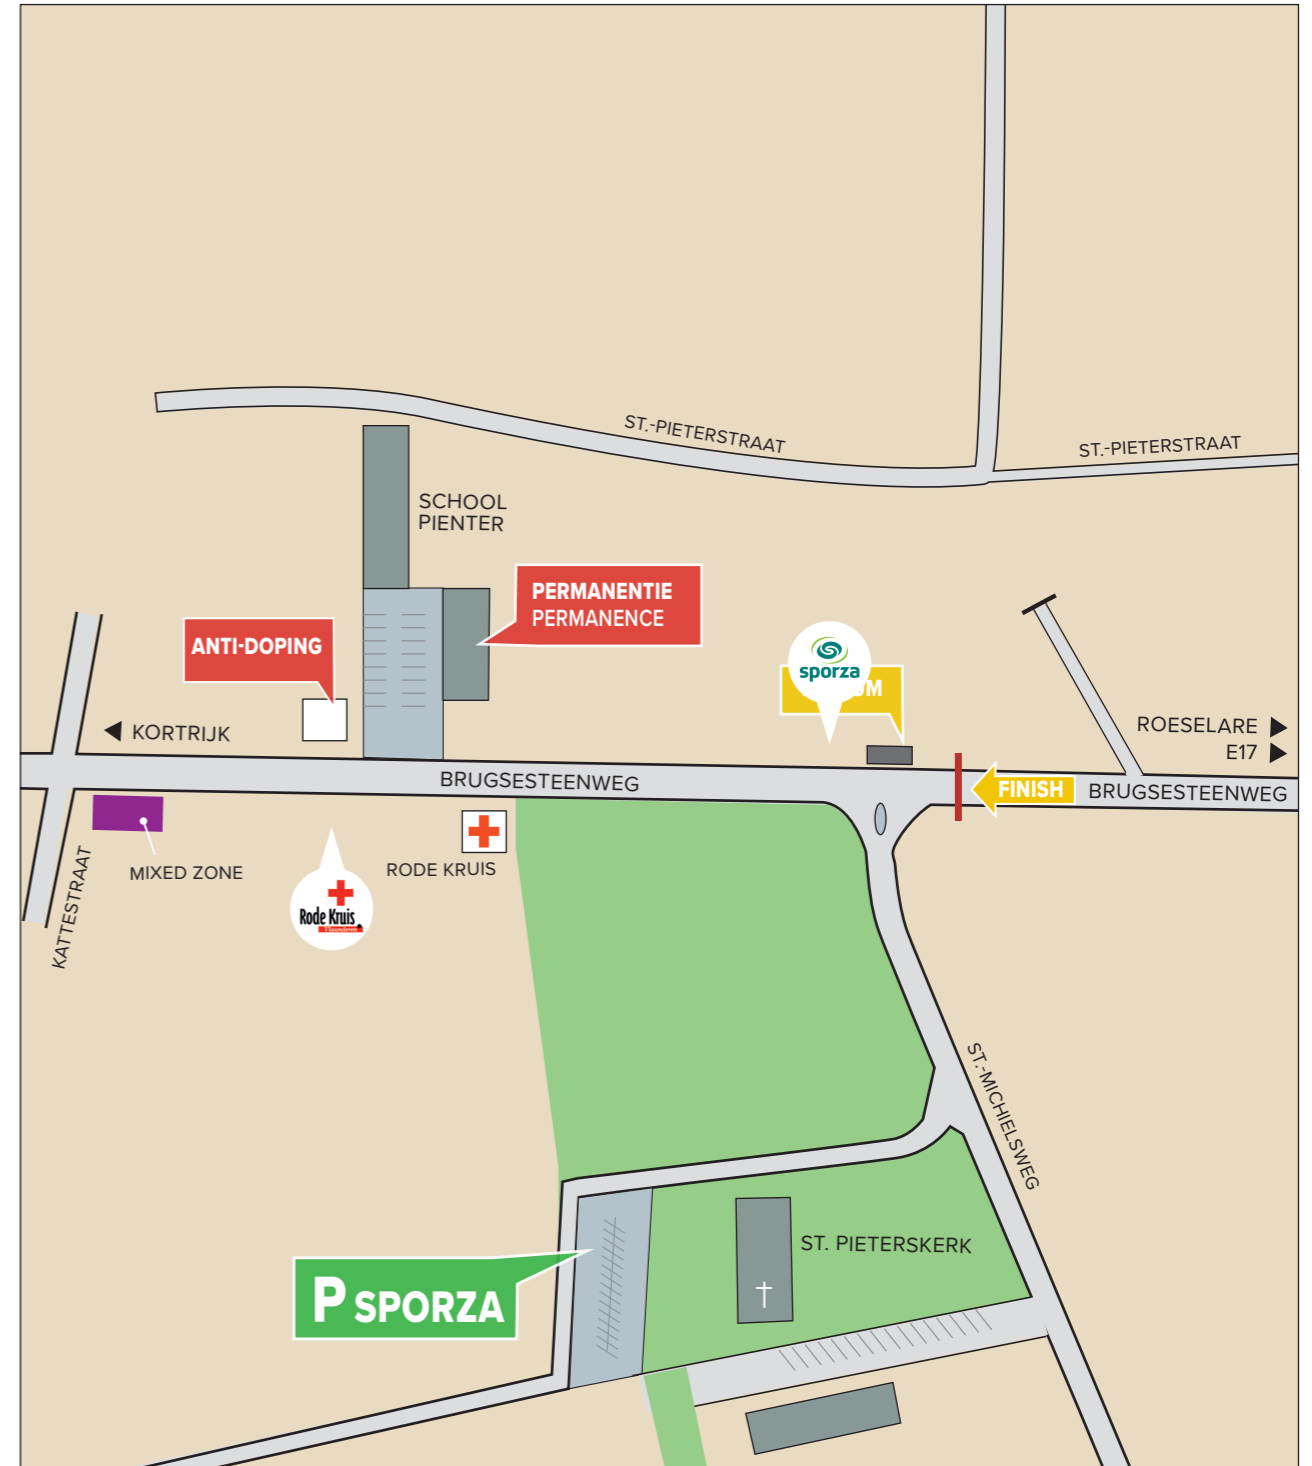 ST.-PIETERSTRAAT
ST.-PIETERSTRAAT
SCHOOL
PIENTER
PERMANENTIE
PERMANENCE
ANTI-DOPING
sporza
KORTRIJK
ROESELARE
E17
BRUGSESTEENWEG
FINISH
BRUGSESTEENWEG
MIXED ZONE
RODE KRUIS
KATTESTRAAT
Rode Kruis
Vlaanderen
ST.-MICHIELSWEG
ST. PIETERSKERK
P SPORZA